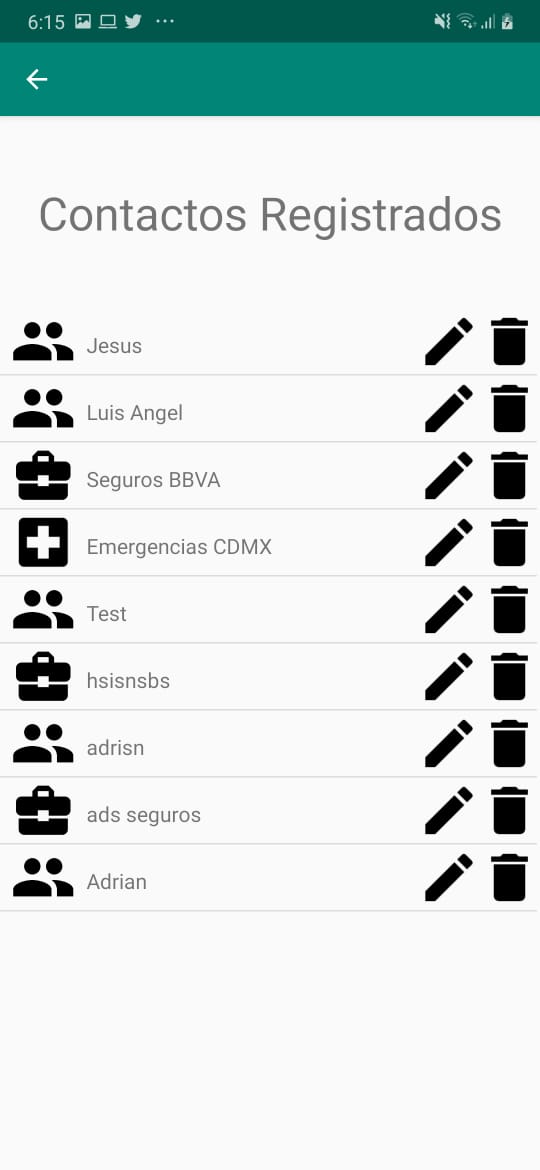 6:15
Contactos Registrados
Jesus
Luis Angel
Seguros BBVA
Emergencias CDMX
Test
hsisnsbs
adrisn
ads seguros
Adrian